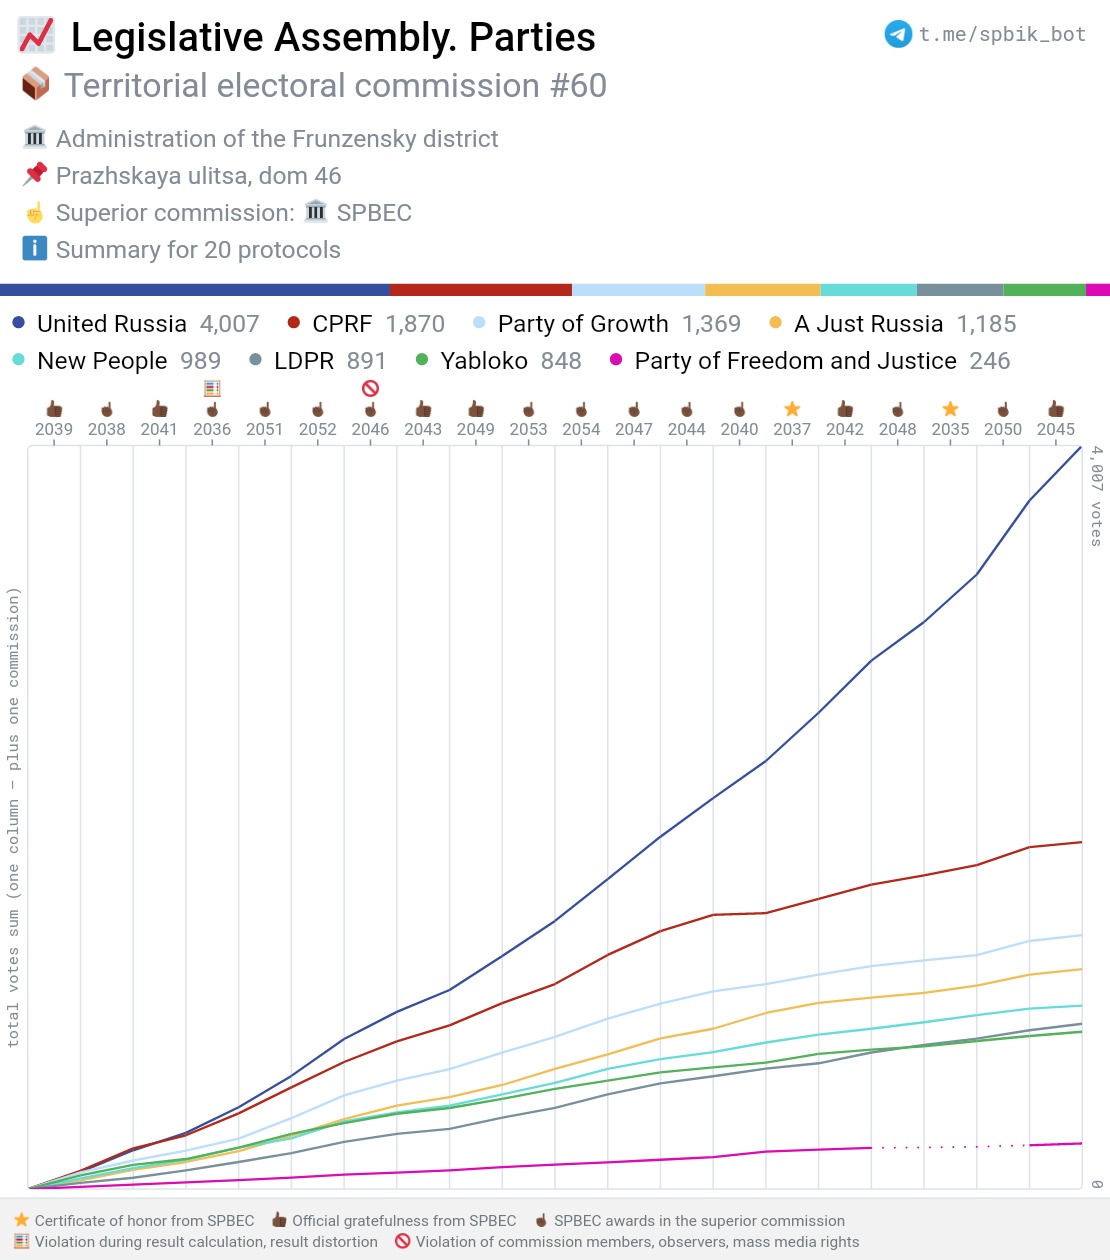 Legislative Assembly. Parties
t.me/spbik_bot
Territorial electoral commission #60
Administration of the Frunzensky district
Prazhskaya ulitsa, dom 46
Superior commission: SPBEC
Summary for 20 protocols
United Russia 4,007 CPRF 1,870 Party of Growth 1,369 A Just Russia 1,185
New People 989 LDPR 891 Yabloko 848 Party of Freedom and Justice 246
2039 2038 2041 2036 2051 2052 2046 2043 2049 2053 2054 2047 2044 2040 2037 2042 2048 2035 2050 2045
4,007 votes
total votes sum (one column – plus one commission)
0
Certificate of honor from SPBEC Official gratefulness from SPBEC SPBEC awards in the superior commission
Violation during result calculation, result distortion Violation of commission members, observers, mass media rights